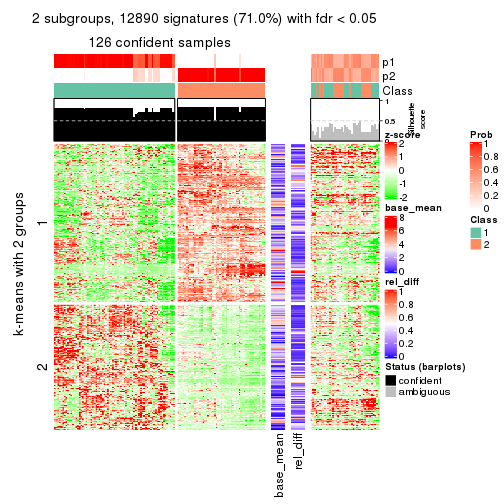 2 subgroups, 12890 signatures (71.0%) with fdr < 0.05
126 confident samples
p1
p2
Class
1
0.5
0
Silhouette
score
k-means with 2 groups
1
2
base_mean
rel_diff
z-score
2
1
0
-1
-2
base_mean
8
6
4
2
0
rel_diff
1
0.8
0.6
0.4
0.2
0
Status (barplots)
confident
ambiguous
Prob
1
0.8
0.6
0.4
0.2
0
Class
1
2